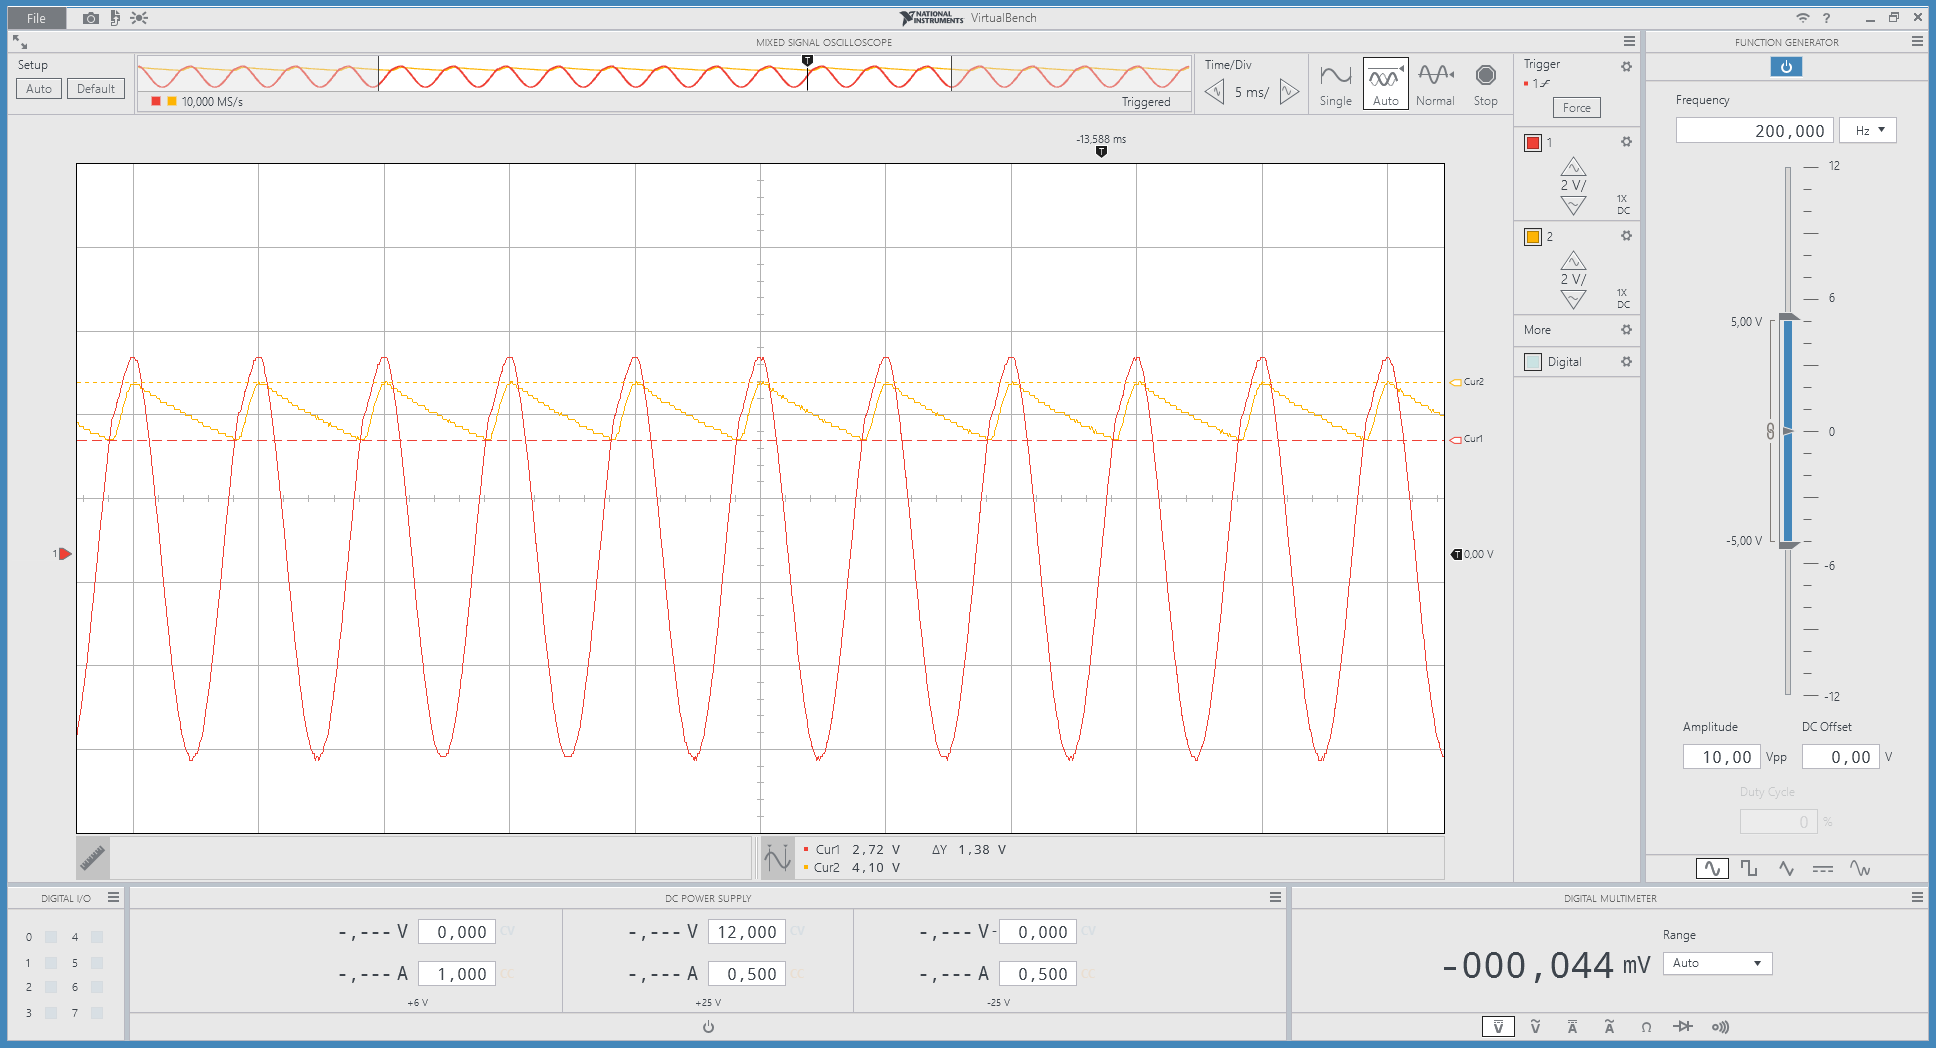 File
NATIONAL INSTRUMENTS VirtualBench
?
MIXED SIGNAL OSCILLOSCOPE
FUNCTION GENERATOR
Setup
Auto Default
10,000 MS/s
Triggered
Time/Div
5 ms/
Single Auto Normal Stop
Trigger
1
Force
-13,588 ms
T
1
2 V/
1X
DC
2
2 V/
1X
DC
More
Digital
Cur2
Cur1
1
T 0,00 V
Cur1 2,72 V ΔY 1,38 V
Cur2 4,10 V
Frequency
200,000 Hz
12
6
5,00 V
0
-5,00 V
-6
-12
Amplitude DC Offset
10,00 Vpp 0,00 V
Duty Cycle
0 %
DIGITAL I/O
0 4
1 5
2 6
3 7
DC POWER SUPPLY
-,--- V 0,000 CV
-,--- A 1,000 CC
+6 V
-,--- V 12,000 CV
-,--- A 0,500 CC
+25 V
-,--- V - 0,000 CV
-,--- A 0,500 CC
-25 V
DIGITAL MULTIMETER
-000,044 mV
Range
Auto
V V A A Ω